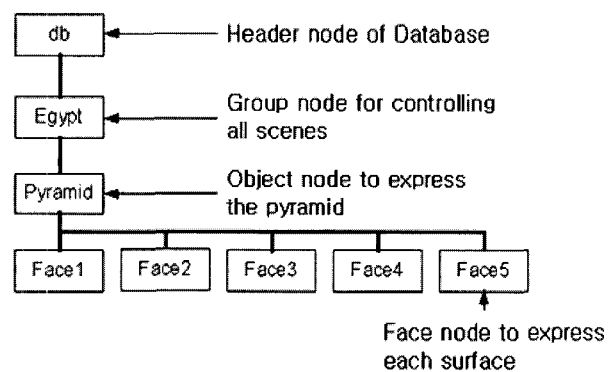 db
Header node of Database
Egypt
Group node for controlling
all scenes
Pyramid
Object node to express
the pyramid
Face1 Face2 Face3 Face4 Face5
Face node to express
each surface